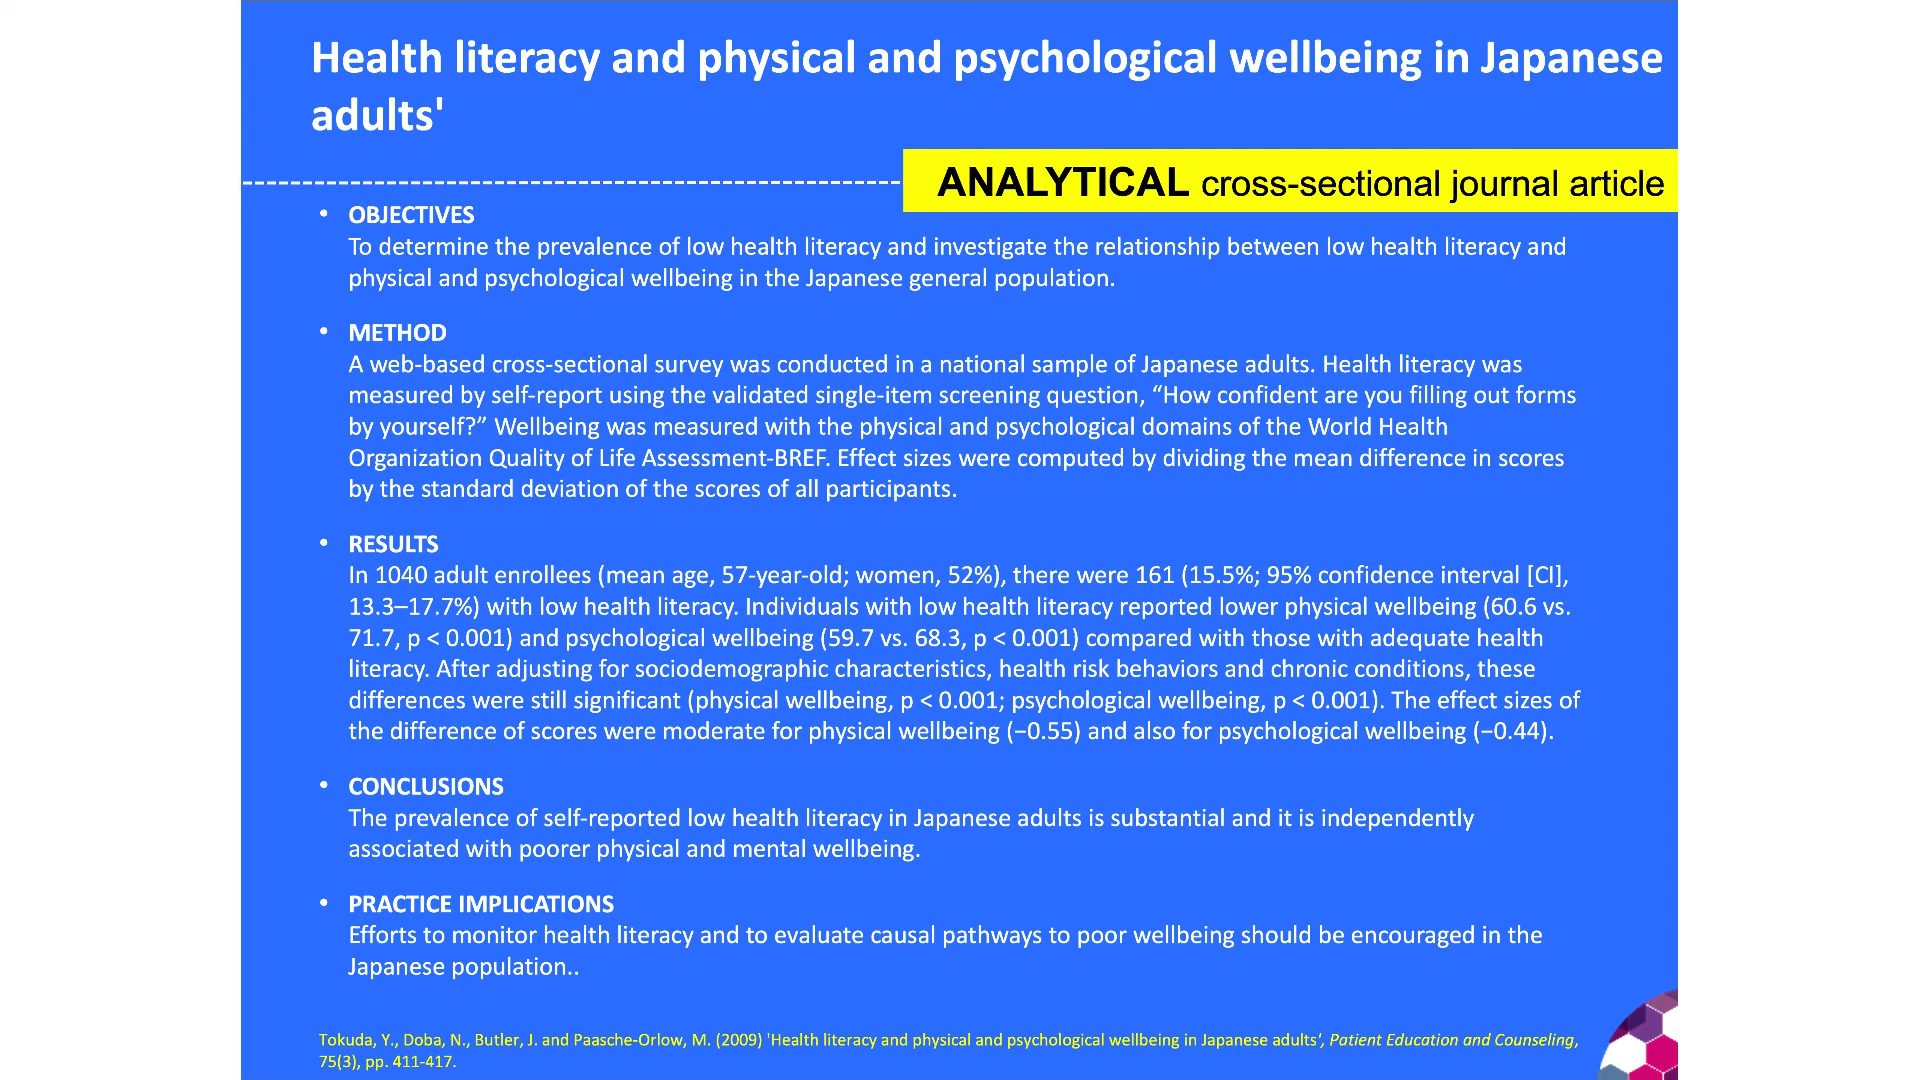 Health literacy and physical and psychological wellbeing in Japanese
adults'
ANALYTICAL cross-sectional journal article
• OBJECTIVES
To determine the prevalence of low health literacy and investigate the relationship between low health literacy and
physical and psychological wellbeing in the Japanese general population.
• METHOD
A web-based cross-sectional survey was conducted in a national sample of Japanese adults. Health literacy was
measured by self-report using the validated single-item screening question, “How confident are you filling out forms
by yourself?” Wellbeing was measured with the physical and psychological domains of the World Health
Organization Quality of Life Assessment-BREF. Effect sizes were computed by dividing the mean difference in scores
by the standard deviation of the scores of all participants.
• RESULTS
In 1040 adult enrollees (mean age, 57-year-old; women, 52%), there were 161 (15.5%; 95% confidence interval [CI],
13.3–17.7%) with low health literacy. Individuals with low health literacy reported lower physical wellbeing (60.6 vs.
71.7, p < 0.001) and psychological wellbeing (59.7 vs. 68.3, p < 0.001) compared with those with adequate health
literacy. After adjusting for sociodemographic characteristics, health risk behaviors and chronic conditions, these
differences were still significant (physical wellbeing, p < 0.001; psychological wellbeing, p < 0.001). The effect sizes of
the difference of scores were moderate for physical wellbeing (−0.55) and also for psychological wellbeing (−0.44).
• CONCLUSIONS
The prevalence of self-reported low health literacy in Japanese adults is substantial and it is independently
associated with poorer physical and mental wellbeing.
• PRACTICE IMPLICATIONS
Efforts to monitor health literacy and to evaluate causal pathways to poor wellbeing should be encouraged in the
Japanese population..
Tokuda, Y., Doba, N., Butler, J. and Paasche-Orlow, M. (2009) 'Health literacy and physical and psychological wellbeing in Japanese adults', Patient Education and Counseling,
75(3), pp. 411-417.